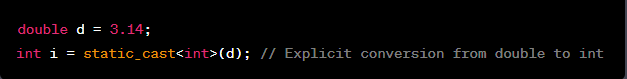 double d = 3.14;
int i = static_cast<int>(d); // Explicit conversion from double to int